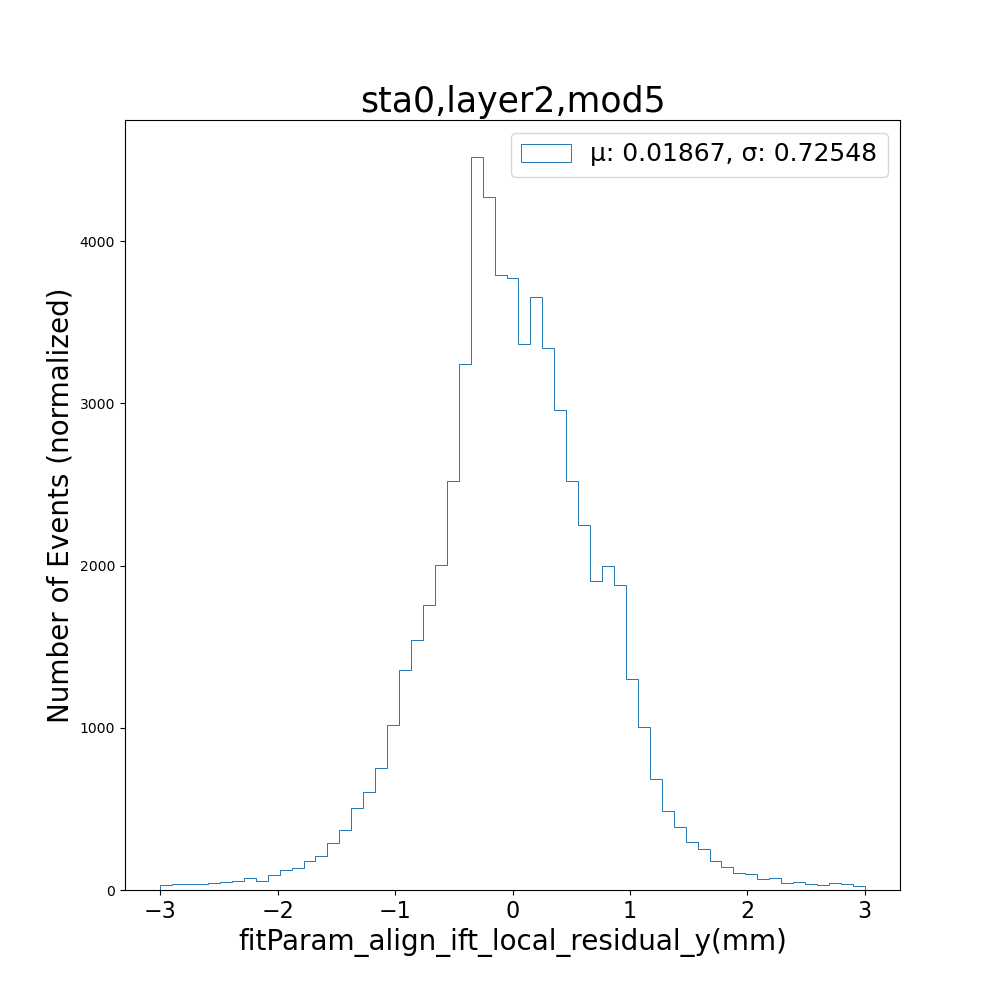 sta0,layer2,mod5
μ: 0.01867, σ: 0.72548
Number of Events (normalized)
4000
3000
2000
1000
0
−3 −2 −1 0 1 2 3
fitParam_align_ift_local_residual_y(mm)